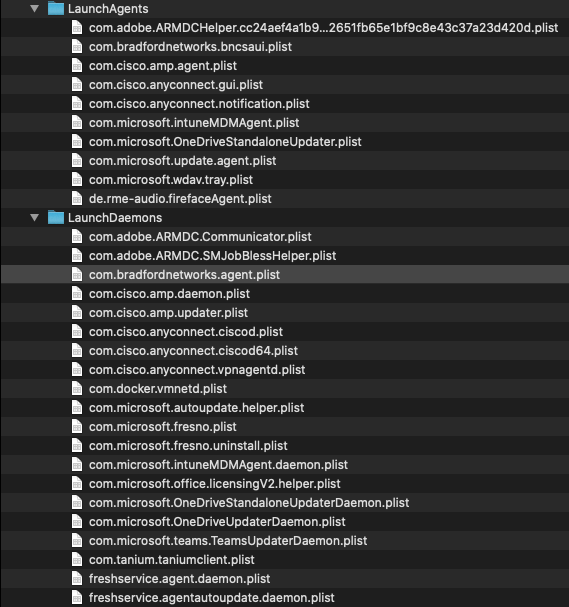 LaunchAgents
com.adobe.ARMDCHelper.cc24aef4a1b9...2651fb65e1bf9c8e43c37a23d420d.plist
com.bradfordnetworks.bncsaui.plist
com.cisco.amp.agent.plist
com.cisco.anyconnect.gui.plist
com.cisco.anyconnect.notification.plist
com.microsoft.intuneMDMAgent.plist
com.microsoft.OneDriveStandaloneUpdater.plist
com.microsoft.update.agent.plist
com.microsoft.wdav.tray.plist
de.rme-audio.firefaceAgent.plist
LaunchDaemons
com.adobe.ARMDC.Communicator.plist
com.adobe.ARMDC.SMJobBlessHelper.plist
com.bradfordnetworks.agent.plist
com.cisco.amp.daemon.plist
com.cisco.amp.updater.plist
com.cisco.anyconnect.ciscod.plist
com.cisco.anyconnect.ciscod64.plist
com.cisco.anyconnect.vpnagentd.plist
com.docker.vmnetd.plist
com.microsoft.autoupdate.helper.plist
com.microsoft.fresno.plist
com.microsoft.fresno.uninstall.plist
com.microsoft.intuneMDMAgent.daemon.plist
com.microsoft.office.licensingV2.helper.plist
com.microsoft.OneDriveStandaloneUpdaterDaemon.plist
com.microsoft.OneDriveUpdaterDaemon.plist
com.microsoft.teams.TeamsUpdaterDaemon.plist
com.tanium.taniumclient.plist
freshservice.agent.daemon.plist
freshservice.agentautoupdate.daemon.plist